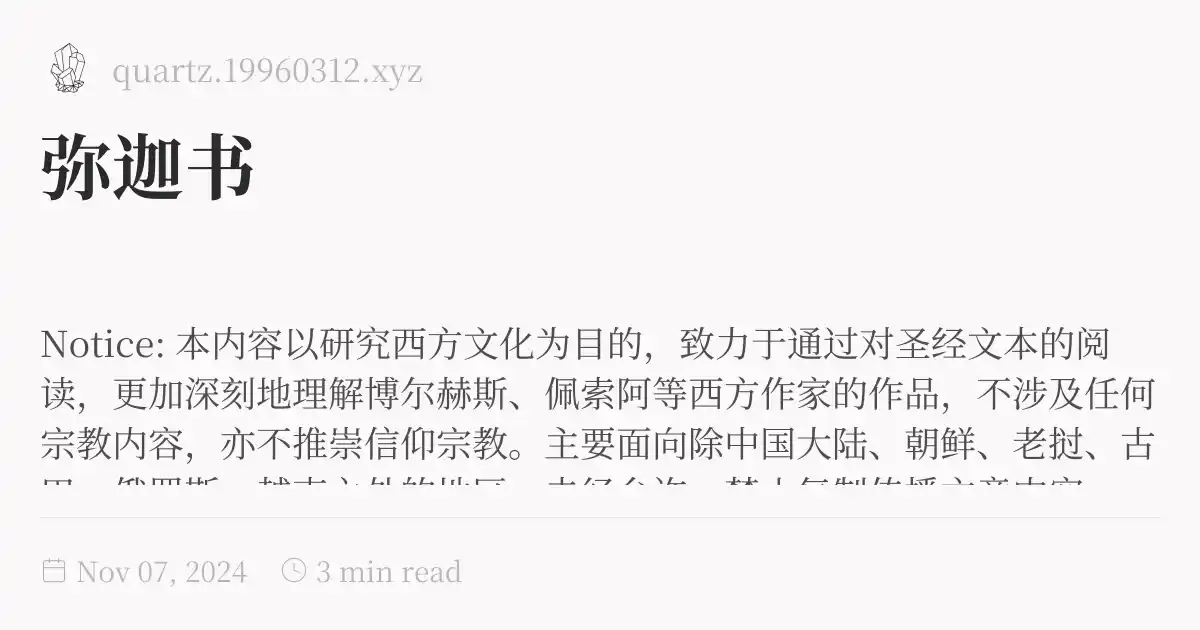 quartz.19960312.xyz
弥迦书
Notice: 本内容以研究西方文化为目的，致力于通过对圣经文本的阅
读，更加深刻地理解博尔赫斯、佩索阿等西方作家的作品，不涉及任何
宗教内容，亦不推崇信仰宗教。主要面向除中国大陆、朝鲜、老挝、古
Nov 07, 2024
3 min read